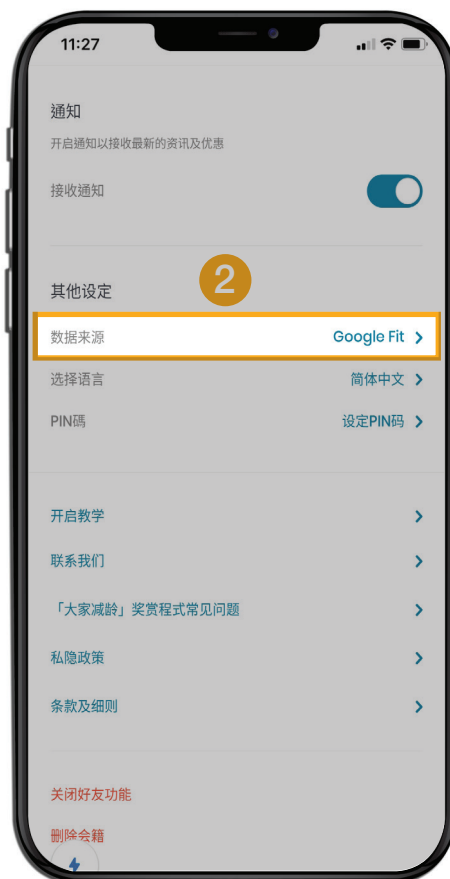 11:27
通知
开启通知以接收最新的资讯及优惠
接收通知
其他设定
2
数据来源 Google Fit
选择语言 简体中文
PIN碼 设定PIN码
开启教学
联系我们
「大家减龄」奖赏程式常见问题
私隐政策
条款及细则
关闭好友功能
删除会籍